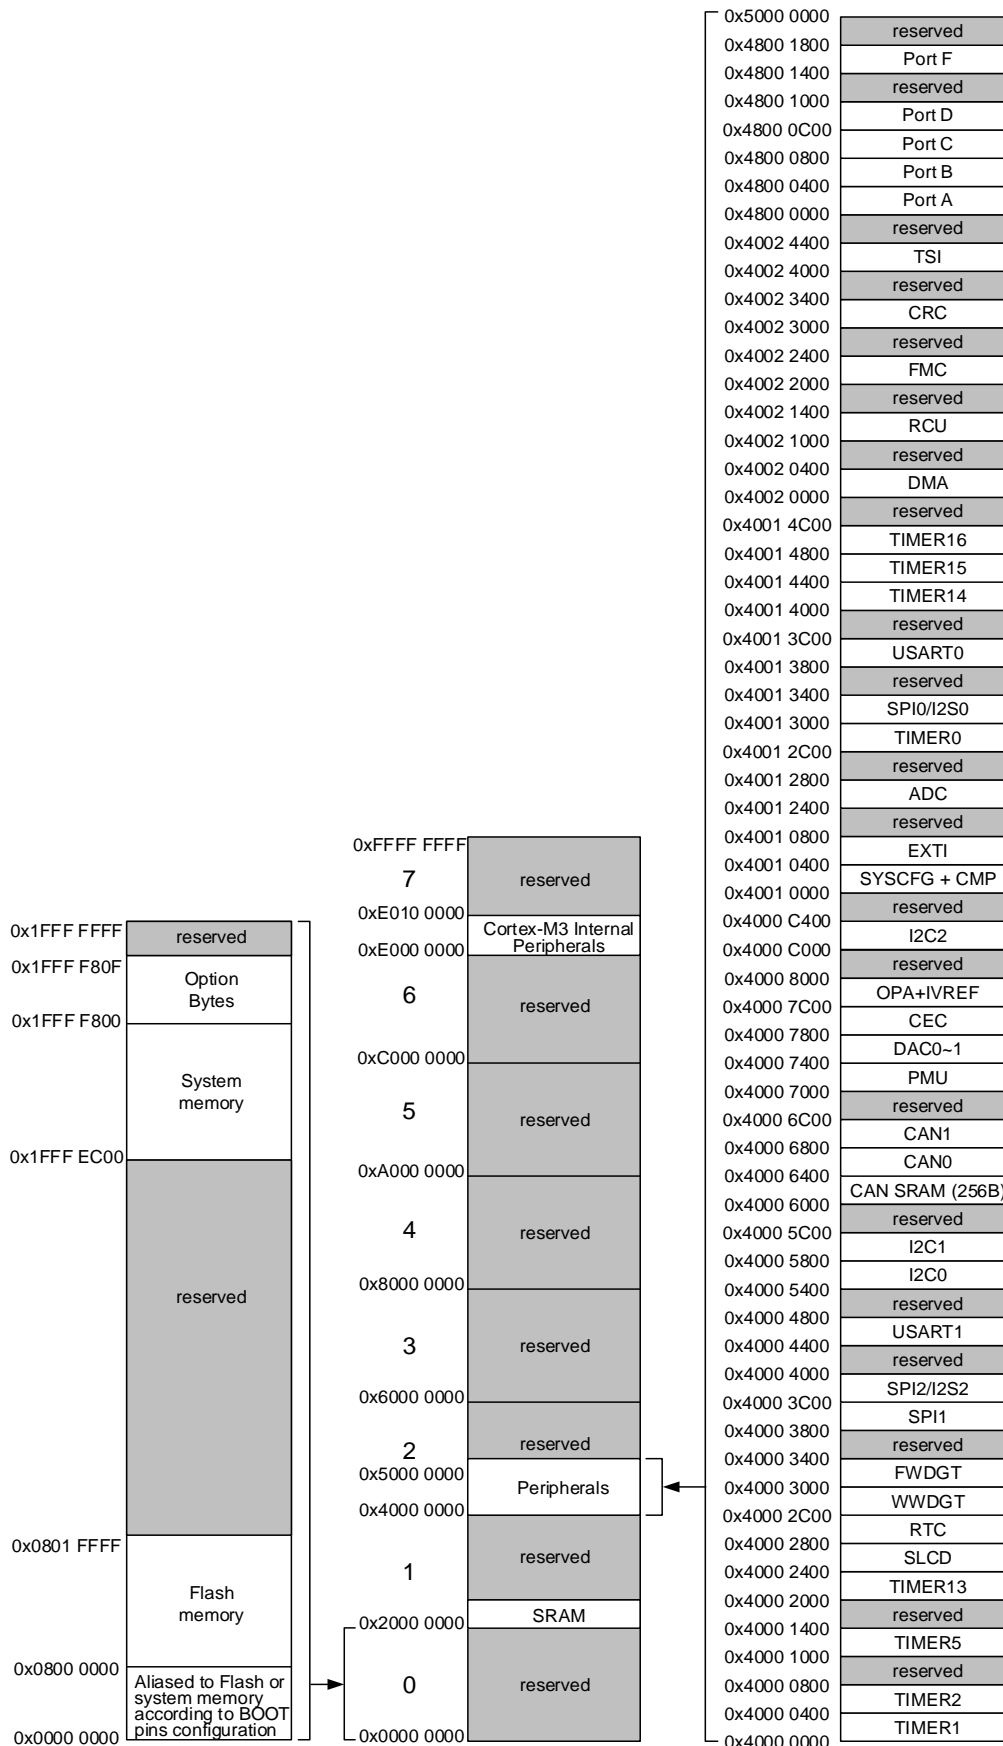 0x1FFF FFFF
reserved
0x1FFF F80F
Option
Bytes
0x1FFF F800
System
memory
0x1FFF EC00
reserved
0x0801 FFFF
Flash
memory
0x0800 0000
Aliased to Flash or
system memory
according to BOOT
pins configuration
0x0000 0000
0xFFFF FFFF
7
reserved
0xE010 0000
Cortex-M3 Internal
Peripherals
0xE000 0000
6
reserved
0xC000 0000
5
reserved
0xA000 0000
4
reserved
0x8000 0000
3
reserved
0x6000 0000
2
reserved
0x5000 0000
Peripherals
0x4000 0000
1
reserved
SRAM
0x2000 0000
0
reserved
0x0000 0000
0x5000 0000
reserved
0x4800 1800
Port F
0x4800 1400
reserved
0x4800 1000
Port D
0x4800 0C00
Port C
0x4800 0800
Port B
0x4800 0400
Port A
0x4800 0000
reserved
0x4002 4400
TSI
0x4002 4000
reserved
0x4002 3400
CRC
0x4002 3000
reserved
0x4002 2400
FMC
0x4002 2000
reserved
0x4002 1400
RCU
0x4002 1000
reserved
0x4002 0400
DMA
0x4002 0000
reserved
0x4001 4C00
TIMER16
0x4001 4800
TIMER15
0x4001 4400
TIMER14
0x4001 4000
reserved
0x4001 3C00
USART0
0x4001 3800
reserved
0x4001 3400
SPI0/I2S0
0x4001 3000
TIMER0
0x4001 2C00
reserved
0x4001 2800
ADC
0x4001 2400
reserved
0x4001 0800
EXTI
0x4001 0400
SYSCFG + CMP
0x4001 0000
reserved
0x4000 C400
I2C2
0x4000 C000
reserved
0x4000 8000
OPA+IVREF
0x4000 7C00
CEC
0x4000 7800
DAC0~1
0x4000 7400
PMU
0x4000 7000
reserved
0x4000 6C00
CAN1
0x4000 6800
CAN0
0x4000 6400
CAN SRAM (256B)
0x4000 6000
reserved
0x4000 5C00
I2C1
0x4000 5800
I2C0
0x4000 5400
reserved
0x4000 4800
USART1
0x4000 4400
reserved
0x4000 4000
SPI2/I2S2
0x4000 3C00
SPI1
0x4000 3800
reserved
0x4000 3400
FWDGT
0x4000 3000
WWDGT
0x4000 2C00
RTC
0x4000 2800
SLCD
0x4000 2400
TIMER13
0x4000 2000
reserved
0x4000 1400
TIMER5
0x4000 1000
reserved
0x4000 0800
TIMER2
0x4000 0400
TIMER1
0x4000 0000